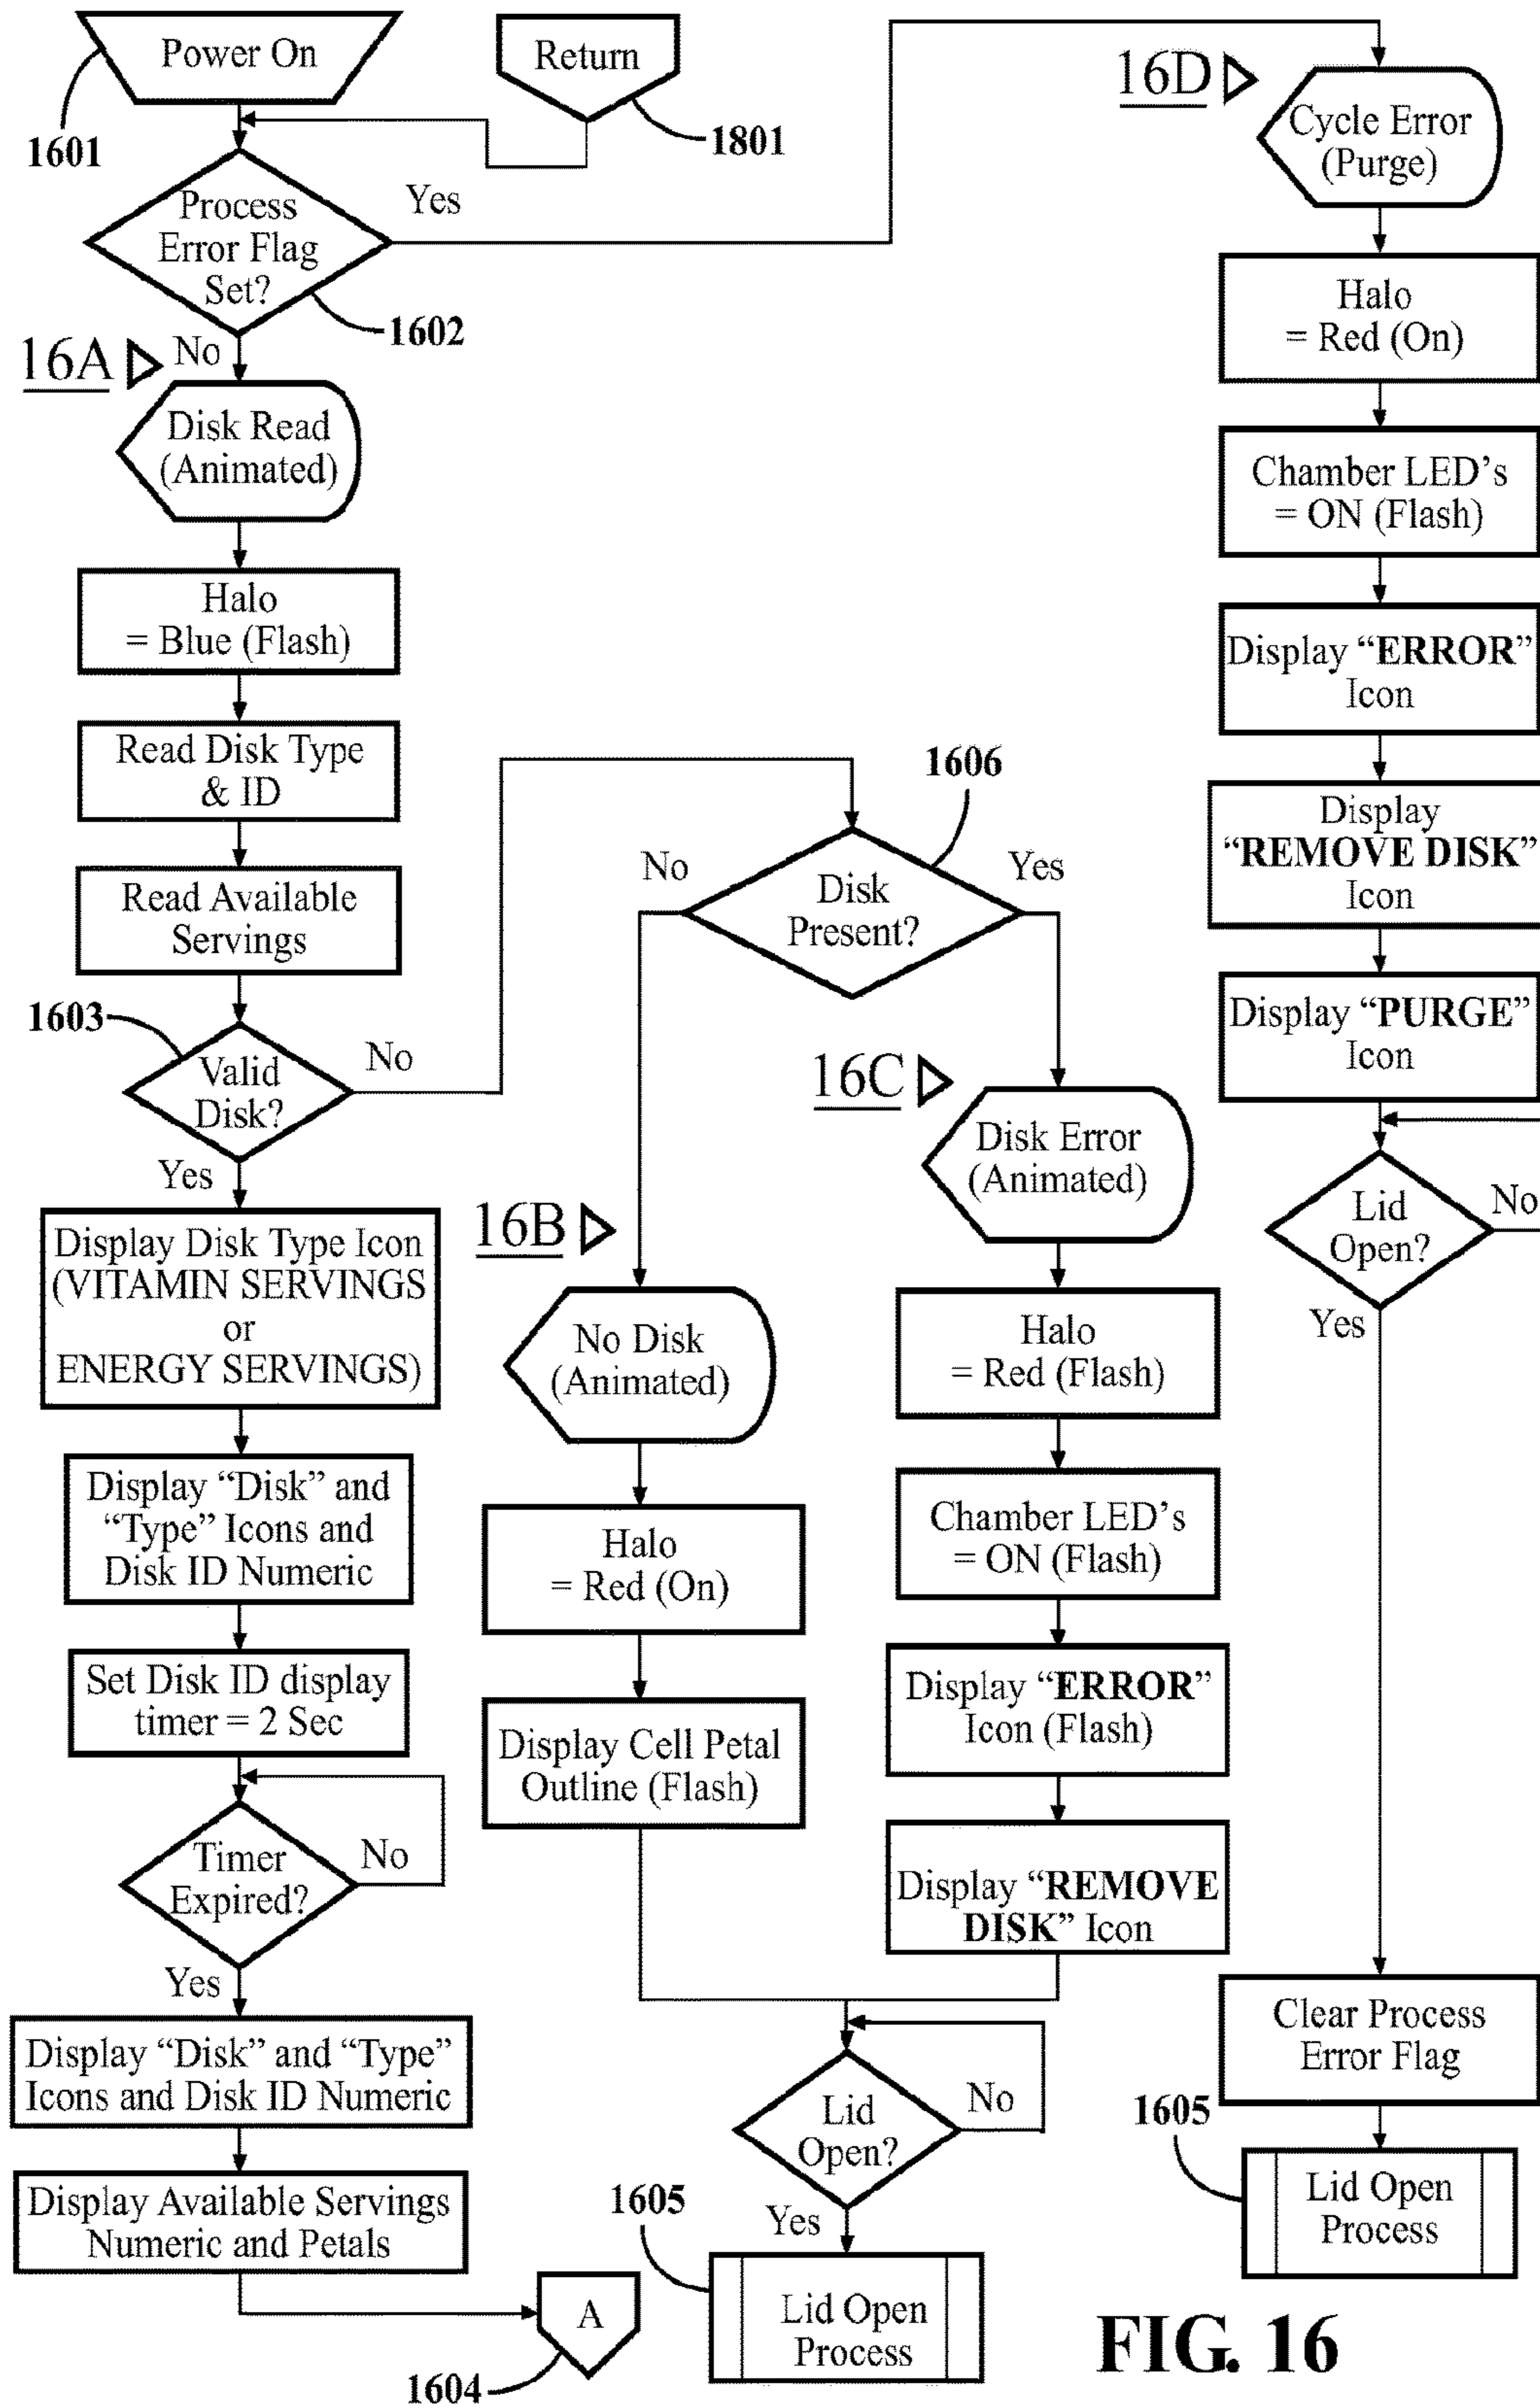 Power On
1601
Return
1801
Process
Error Flag
Set?
Yes
1602
No
16A
Disk Read
(Animated)
Halo
= Blue (Flash)
Read Disk Type
& ID
Read Available
Servings
1603
Valid
Disk?
No
Yes
Display Disk Type Icon
(VITAMIN SERVINGS
or
ENERGY SERVINGS)
Display “Disk” and
“Type” Icons and
Disk ID Numeric
Set Disk ID display
timer = 2 Sec
Timer
Expired?
No
Yes
Display “Disk” and “Type”
Icons and Disk ID Numeric
Display Available Servings
Numeric and Petals
A
1604
1606
Disk
Present?
No
Yes
16B
No Disk
(Animated)
Halo
= Red (On)
Display Cell Petal
Outline (Flash)
16C
Disk Error
(Animated)
Halo
= Red (Flash)
Chamber LED's
= ON (Flash)
Display “ERROR”
Icon (Flash)
Display “REMOVE
DISK” Icon
Lid
Open?
No
Yes
1605
Lid Open
Process
16D
Cycle Error
(Purge)
Halo
= Red (On)
Chamber LED's
= ON (Flash)
Display “ERROR”
Icon
Display
“REMOVE DISK”
Icon
Display “PURGE”
Icon
Lid
Open?
No
Yes
Clear Process
Error Flag
1605
Lid Open
Process
FIG. 16